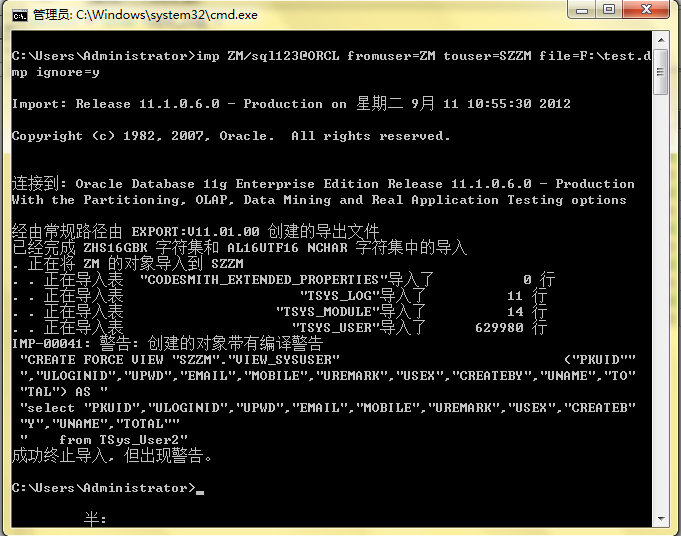 管理员: C:\Windows\system32\cmd.exe
C:\Users\Administrator>imp ZM/sql123@ORCL fromuser=ZM touser=SZZM file=F:\test.d
mp ignore=y
Import: Release 11.1.0.6.0 - Production on 星期二 9月 11 10:55:30 2012
Copyright (c) 1982, 2007, Oracle.  All rights reserved.
连接到: Oracle Database 11g Enterprise Edition Release 11.1.0.6.0 - Production
With the Partitioning, OLAP, Data Mining and Real Application Testing options
经由常规路径由 EXPORT:V11.01.00 创建的导出文件
已经完成 ZHS16GBK 字符集和 AL16UTF16 NCHAR 字符集中的导入
. 正在将 ZM 的对象导入到 SZZM
. . 正在导入表  "CODESMITH_EXTENDED_PROPERTIES"导入了           0 行
. . 正在导入表                      "TSYS_LOG"导入了          11 行
. . 正在导入表                   "TSYS_MODULE"导入了          14 行
. . 正在导入表                     "TSYS_USER"导入了      629980 行
IMP-00041: 警告: 创建的对象带有编译警告
 "CREATE FORCE VIEW "SZZM"."VIEW_SYSUSER"                            ("PKUID""
 ","ULOGINID","UPWD","EMAIL","MOBILE","UREMARK","USEX","CREATEBY","UNAME","TO"
 "TAL") AS "
 "select "PKUID","ULOGINID","UPWD","EMAIL","MOBILE","UREMARK","USEX","CREATEB"
 "Y","UNAME","TOTAL""
 "    from TSys_User2"
成功终止导入, 但出现警告。
C:\Users\Administrator>
半: